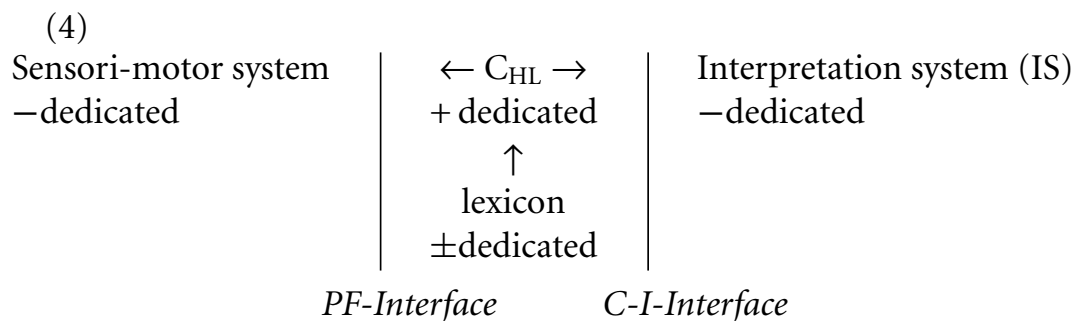 (4)
Sensori-motor system ← C_HL → Interpretation system (IS)
−dedicated + dedicated −dedicated
↑
lexicon
±dedicated
PF-Interface C-I-Interface